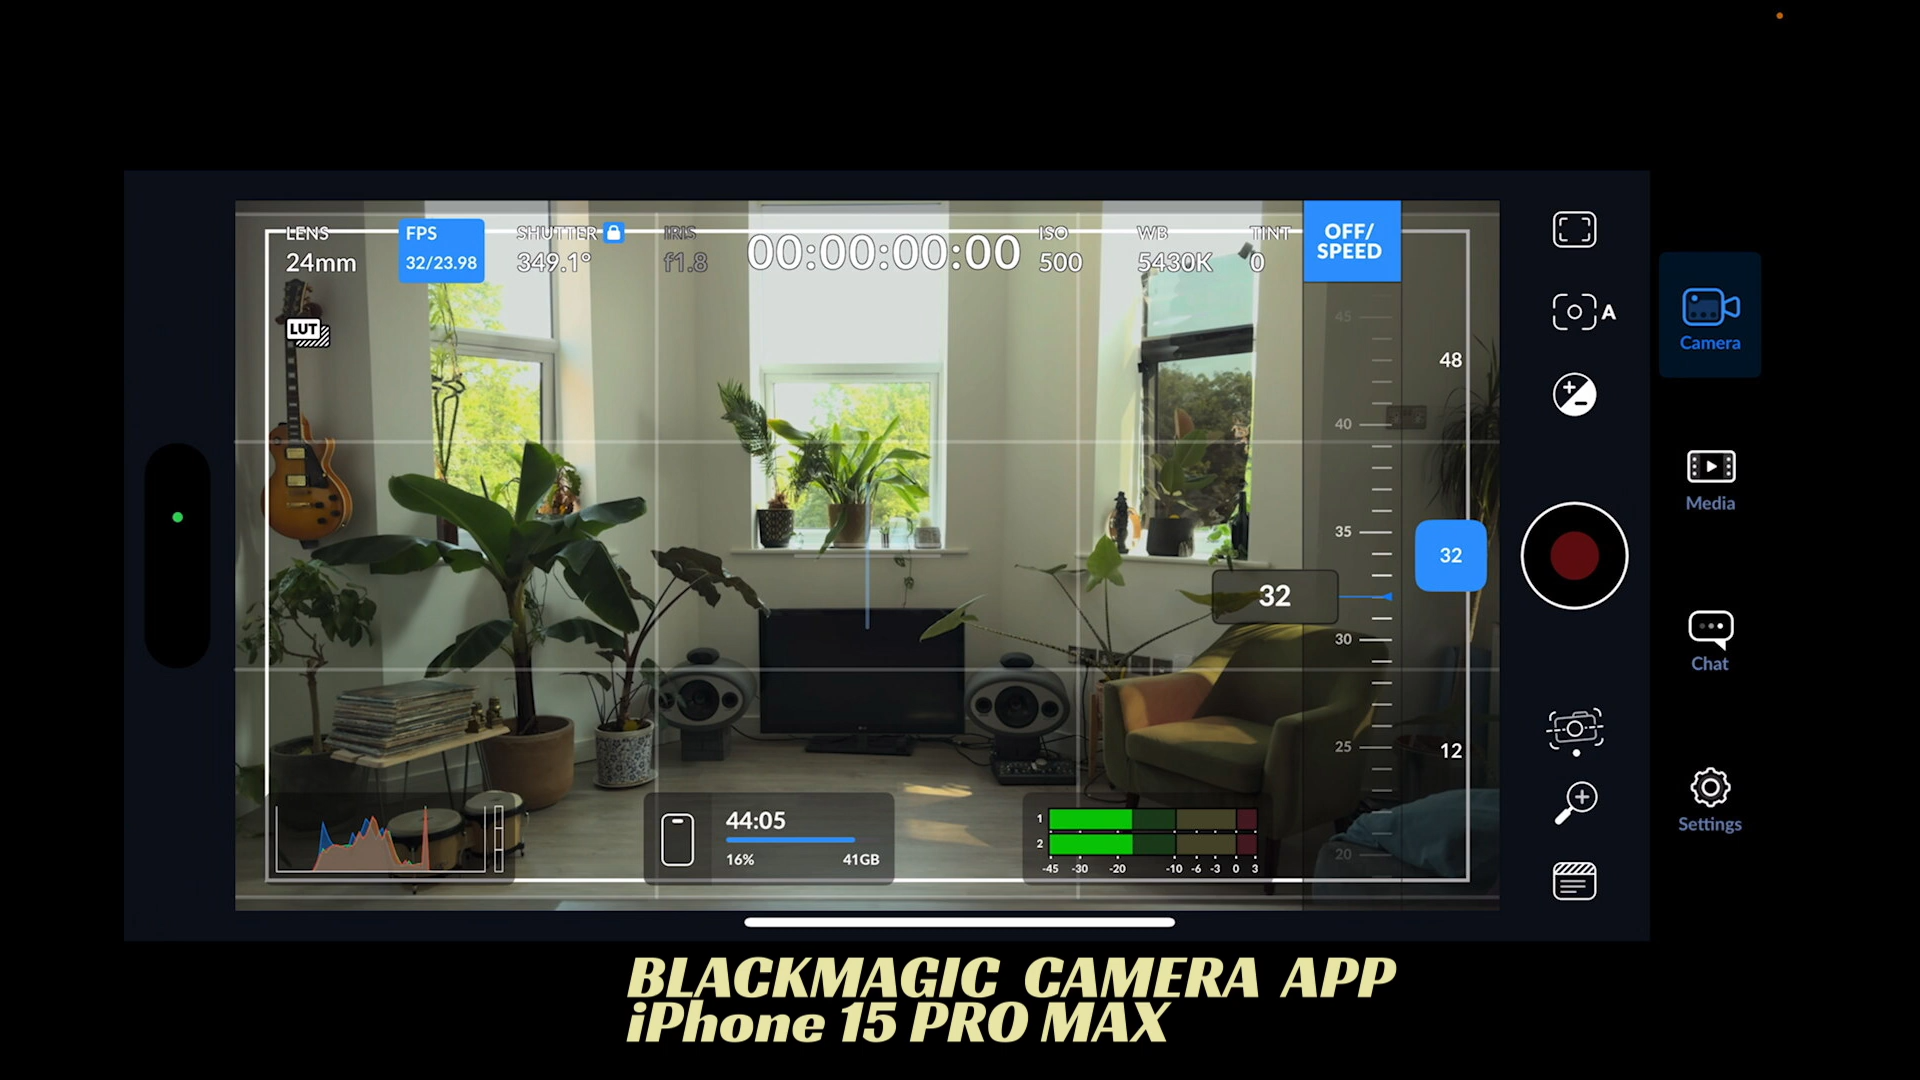 LENS
24mm
FPS
32/23.98
SHUTTER
349.1°
IRIS
f1.8
00:00:00:00
ISO
500
WB
5430K
TINT
0
OFF/
SPEED
LUT
A
45
40
35
30
25
20
32
48
32
12
Camera
Media
Chat
Settings
44:05
16% 41GB
1
2
-45 -30 -20 -10 -6 -3 0 3
BLACKMAGIC CAMERA APP
iPhone 15 PRO MAX